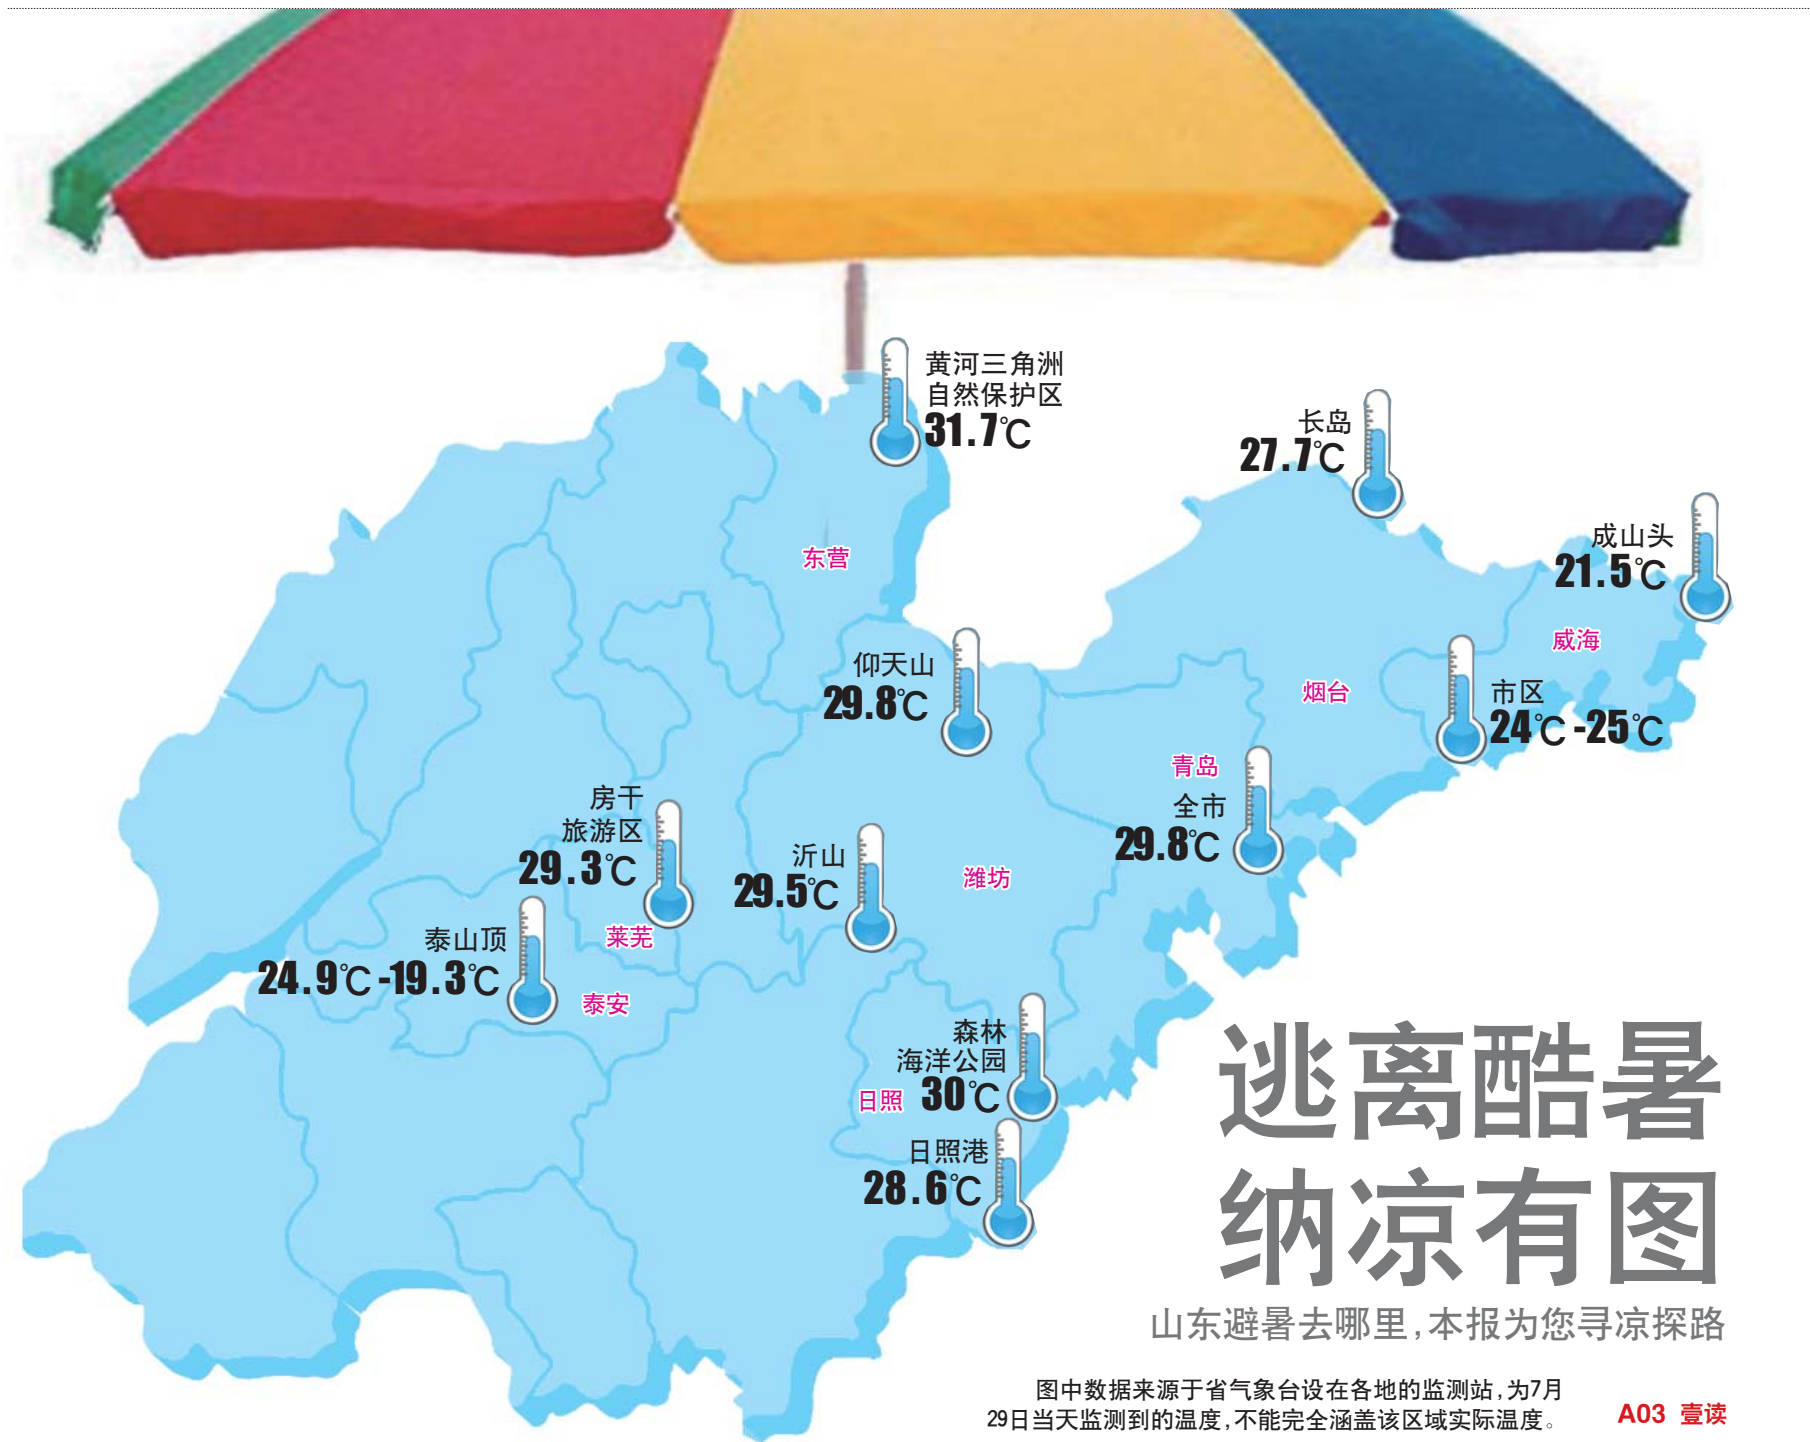 黄河三角洲
自然保护区
31.7℃
长岛
27.7℃
成山头
21.5℃
东营
威海
仰天山
29.8℃
烟台
市区
24℃-25℃
青岛
全市
29.8℃
房干
旅游区
29.3℃
沂山
29.5℃
潍坊
莱芜
泰山顶
24.9℃-19.3℃
泰安
森林
海洋公园
30℃
日照
日照港
28.6℃
逃离酷暑
纳凉有图
山东避暑去哪里,本报为您寻凉探路
图中数据来源于省气象台设在各地的监测站,为7月
29日当天监测到的温度,不能完全涵盖该区域实际温度。
A03 壹读